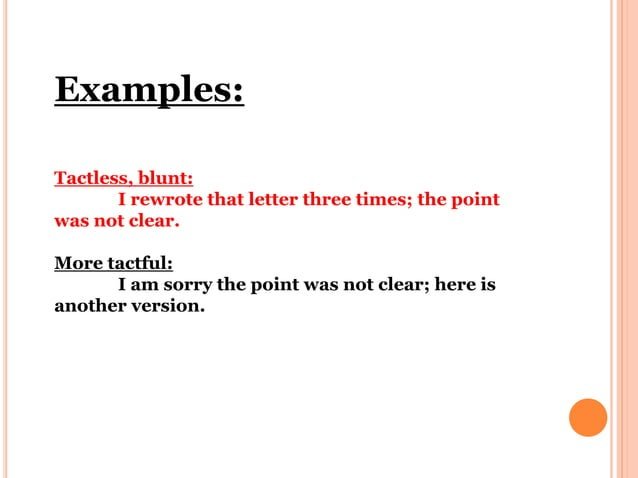 Examples:
Tactless, blunt:
I rewrote that letter three times; the point
was not clear.
More tactful:
I am sorry the point was not clear; here is
another version.